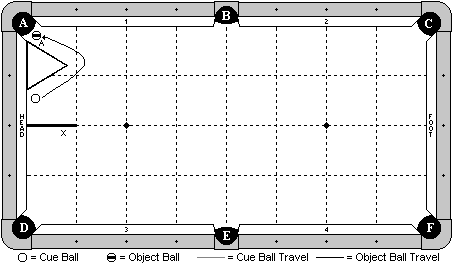 A B C
1 2
A
HEAD FOOT
X
3 4
D E F
= Cue Ball = Object Ball = Cue Ball Travel = Object Ball Travel